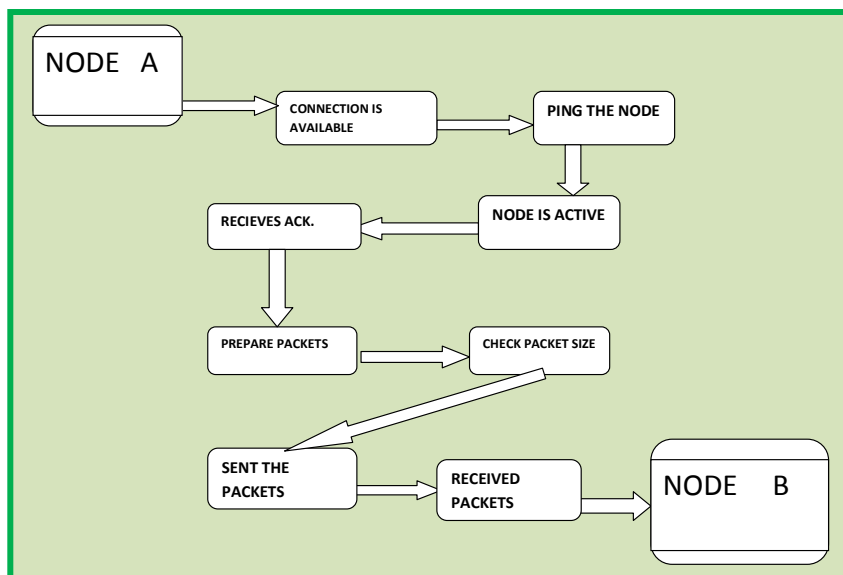 NODE A
CONNECTION IS
AVAILABLE
PING THE NODE
NODE IS ACTIVE
RECIEVES ACK.
PREPARE PACKETS
CHECK PACKET SIZE
SENT THE
PACKETS
RECEIVED
PACKETS
NODE B